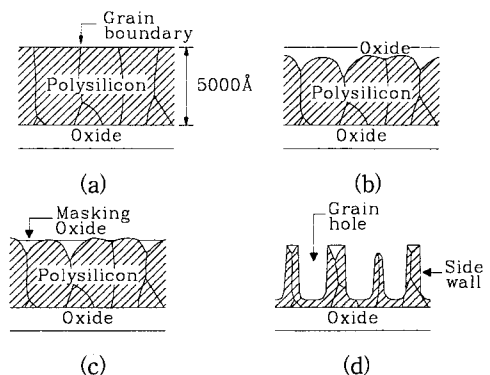 Grain
boundary
Polysilicon
5000Å
Oxide
(a)
Oxide
Polysilicon
Oxide
(b)
Masking
Oxide
Polysilicon
Oxide
(c)
Grain
hole
Side
wall
Oxide
(d)